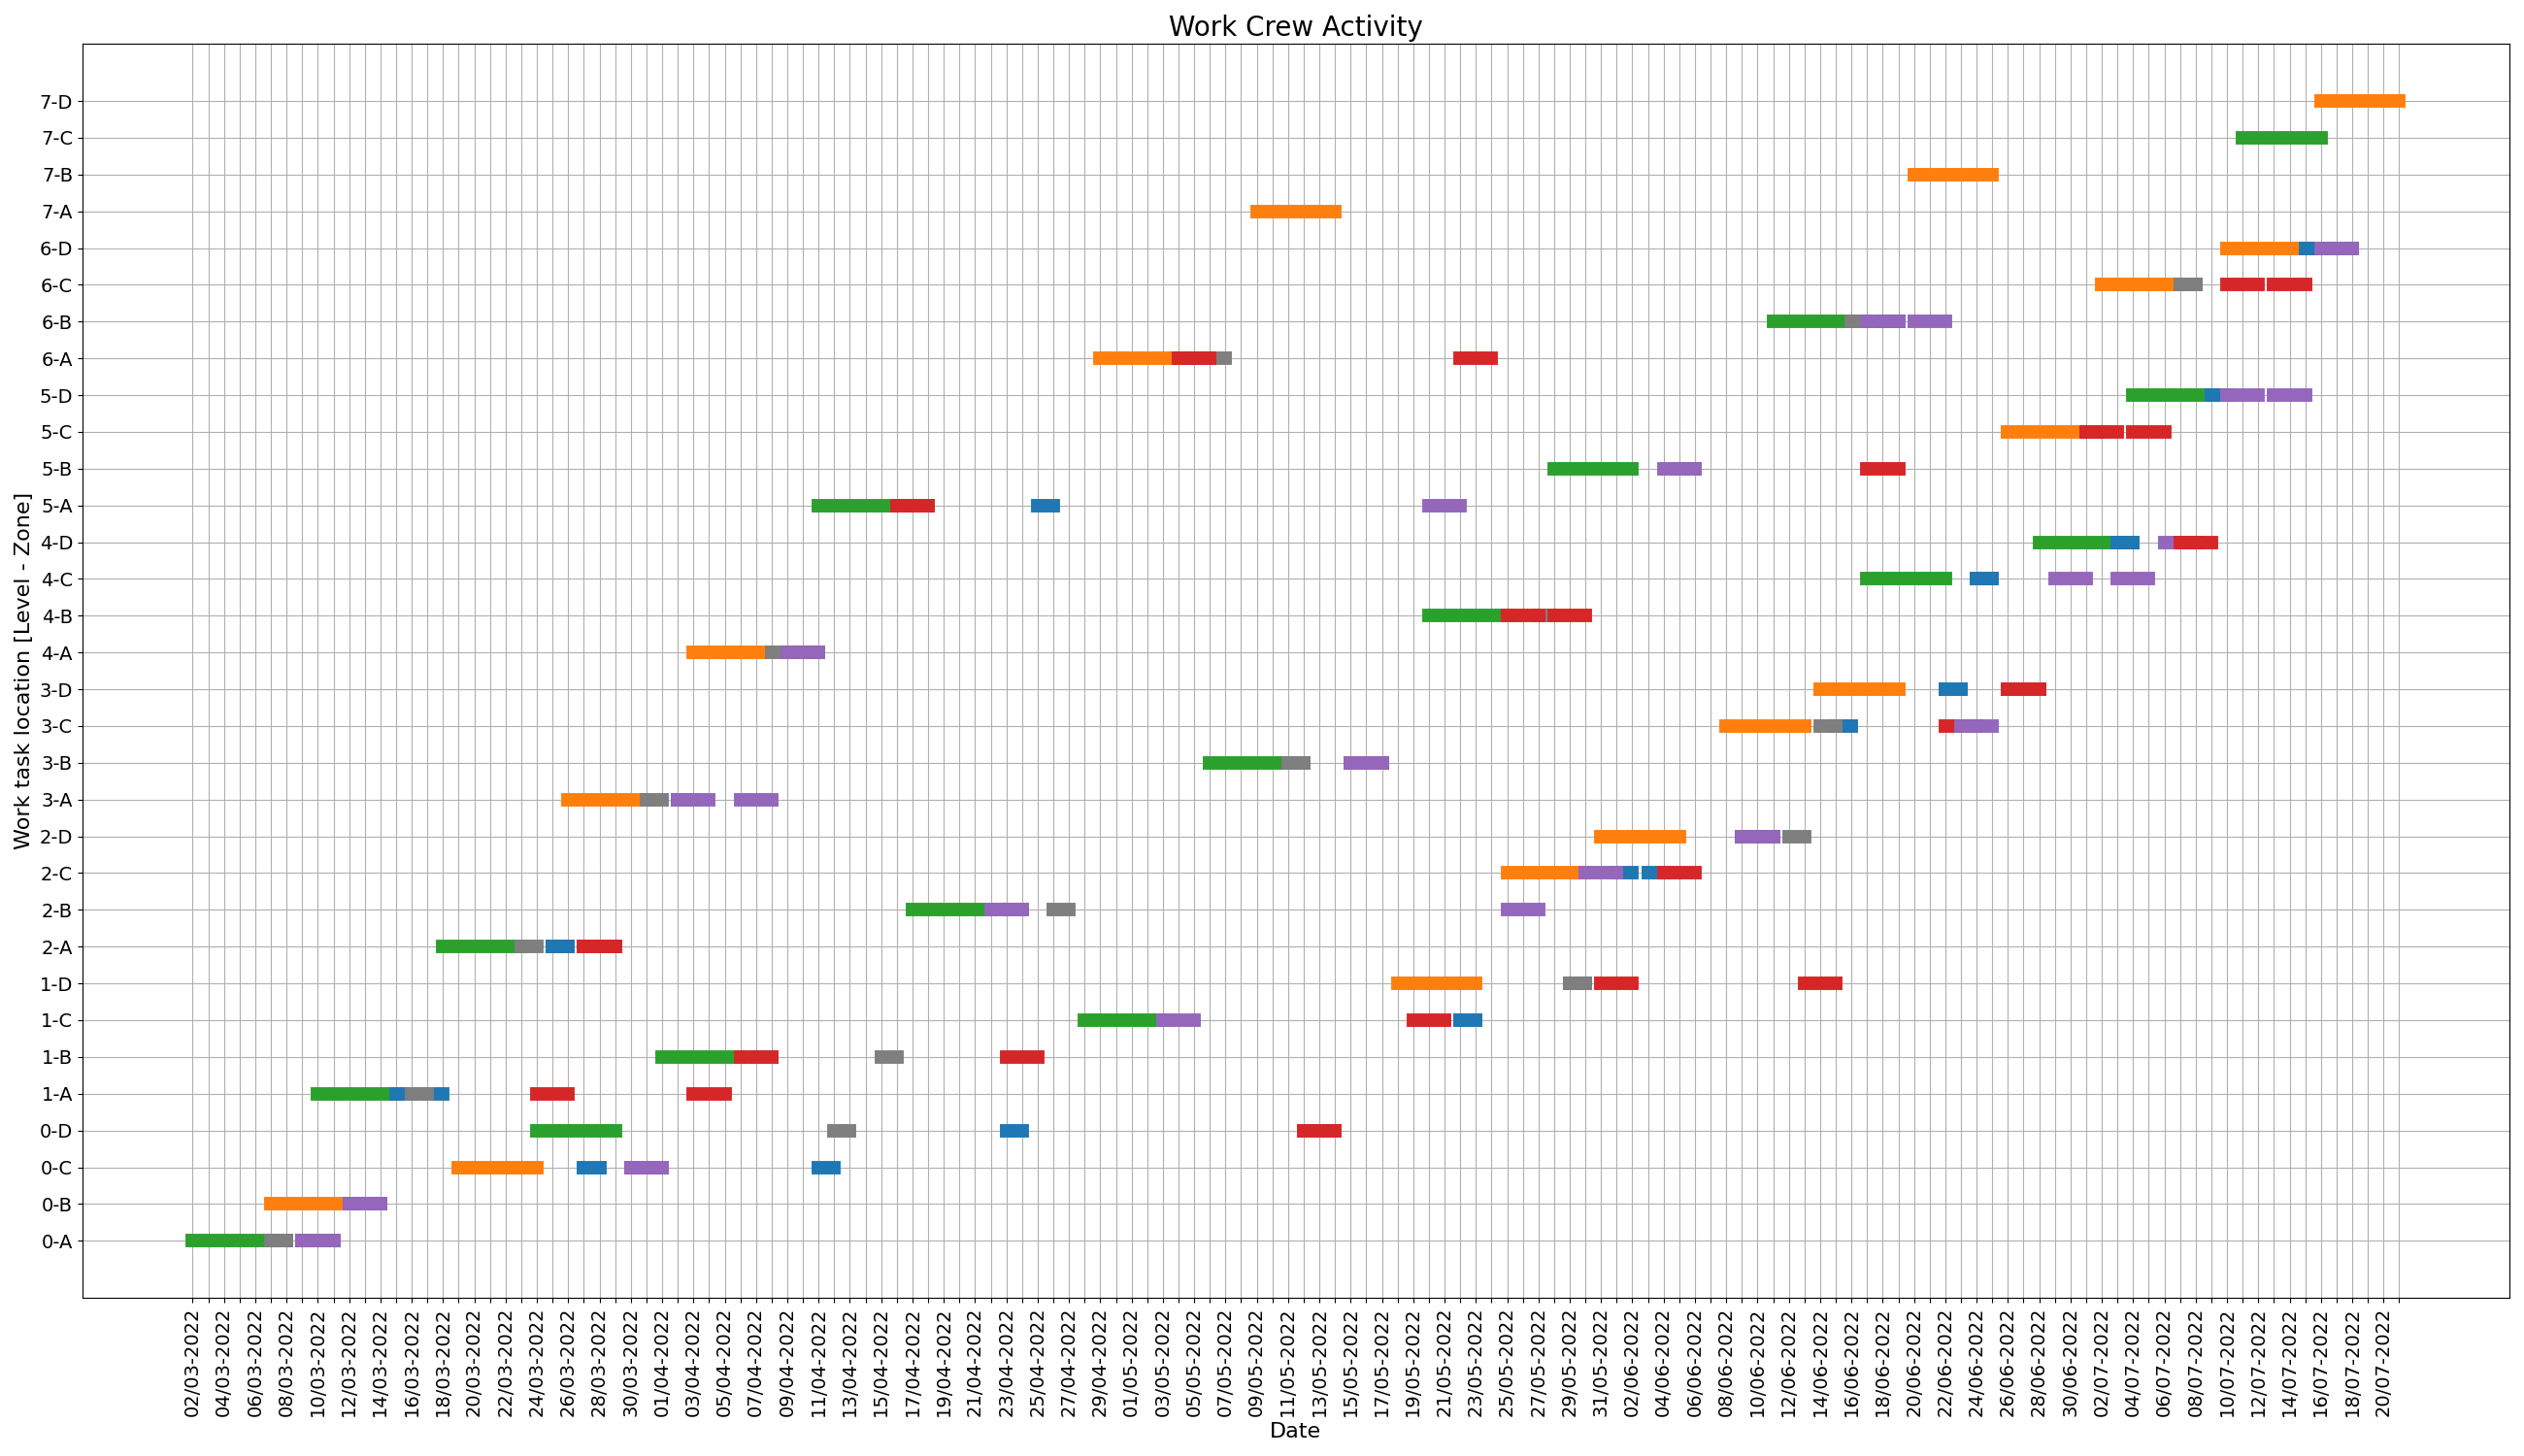 Work Crew Activity
Work task location [Level - Zone]
7-D
7-C
7-B
7-A
6-D
6-C
6-B
6-A
5-D
5-C
5-B
5-A
4-D
4-C
4-B
4-A
3-D
3-C
3-B
3-A
2-D
2-C
2-B
2-A
1-D
1-C
1-B
1-A
0-D
0-C
0-B
0-A
02/03-2022
04/03-2022
06/03-2022
08/03-2022
10/03-2022
12/03-2022
14/03-2022
16/03-2022
18/03-2022
20/03-2022
22/03-2022
24/03-2022
26/03-2022
28/03-2022
30/03-2022
01/04-2022
03/04-2022
05/04-2022
07/04-2022
09/04-2022
11/04-2022
13/04-2022
15/04-2022
17/04-2022
19/04-2022
21/04-2022
23/04-2022
25/04-2022
27/04-2022
29/04-2022
01/05-2022
03/05-2022
05/05-2022
07/05-2022
09/05-2022
11/05-2022
13/05-2022
15/05-2022
17/05-2022
19/05-2022
21/05-2022
23/05-2022
25/05-2022
27/05-2022
29/05-2022
31/05-2022
02/06-2022
04/06-2022
06/06-2022
08/06-2022
10/06-2022
12/06-2022
14/06-2022
16/06-2022
18/06-2022
20/06-2022
22/06-2022
24/06-2022
26/06-2022
28/06-2022
30/06-2022
02/07-2022
04/07-2022
06/07-2022
08/07-2022
10/07-2022
12/07-2022
14/07-2022
16/07-2022
18/07-2022
20/07-2022
Date